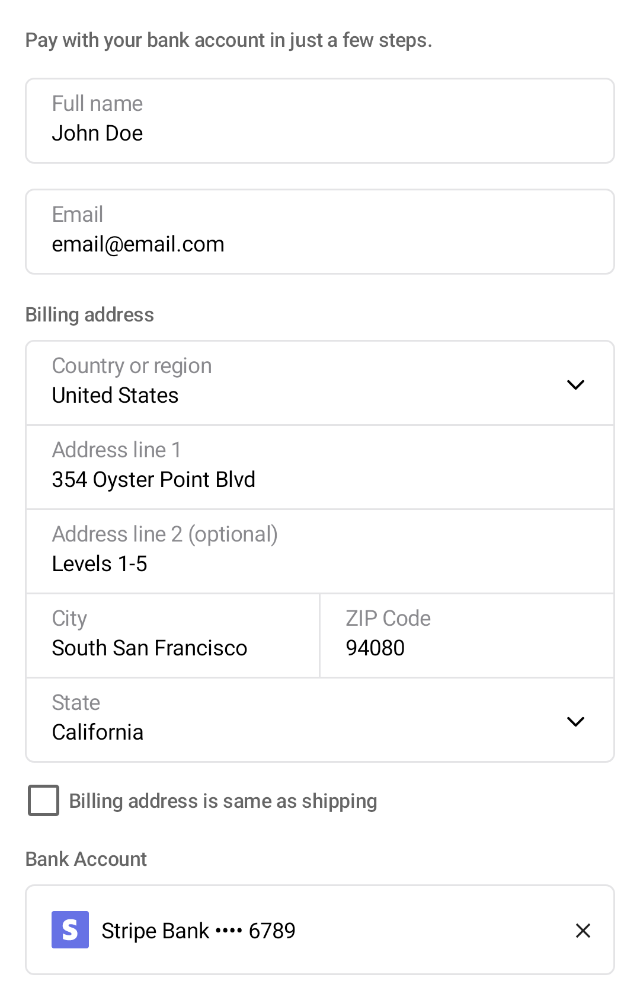 Pay with your bank account in just a few steps.
Full name
John Doe
Email
email@email.com
Billing address
Country or region
United States
Address line 1
354 Oyster Point Blvd
Address line 2 (optional)
Levels 1-5
City
South San Francisco
ZIP Code
94080
State
California
Billing address is same as shipping
Bank Account
S Stripe Bank •••• 6789